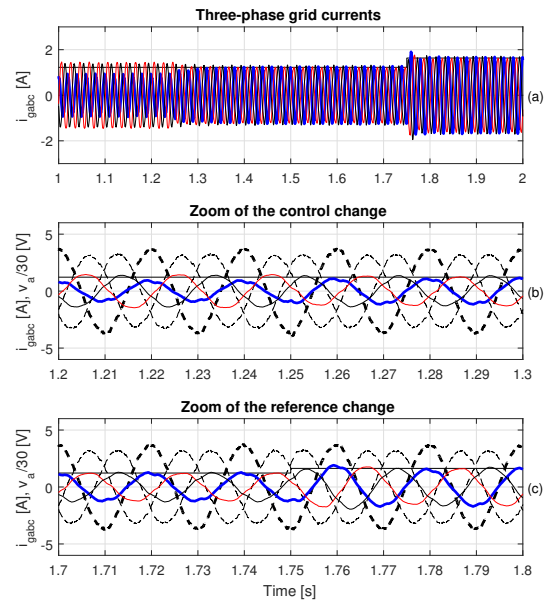 Three-phase grid currents
i_gabc [A]
2
0
-2
(a)
1 1.1 1.2 1.3 1.4 1.5 1.6 1.7 1.8 1.9 2
Zoom of the control change
i_gabc [A], v_a/30 [V]
5
0
-5
(b)
1.2 1.21 1.22 1.23 1.24 1.25 1.26 1.27 1.28 1.29 1.3
Zoom of the reference change
i_gabc [A], v_a/30 [V]
5
0
-5
(c)
1.7 1.71 1.72 1.73 1.74 1.75 1.76 1.77 1.78 1.79 1.8
Time [s]